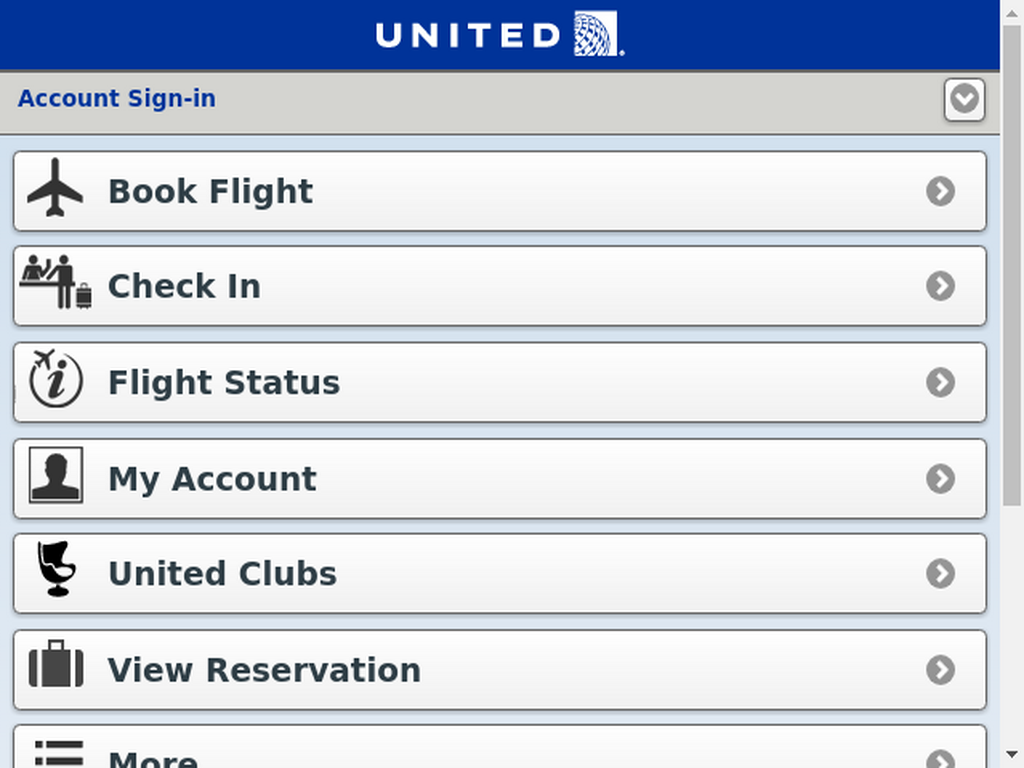 UNITED
Account Sign-in
Book Flight
Check In
Flight Status
My Account
United Clubs
View Reservation
More